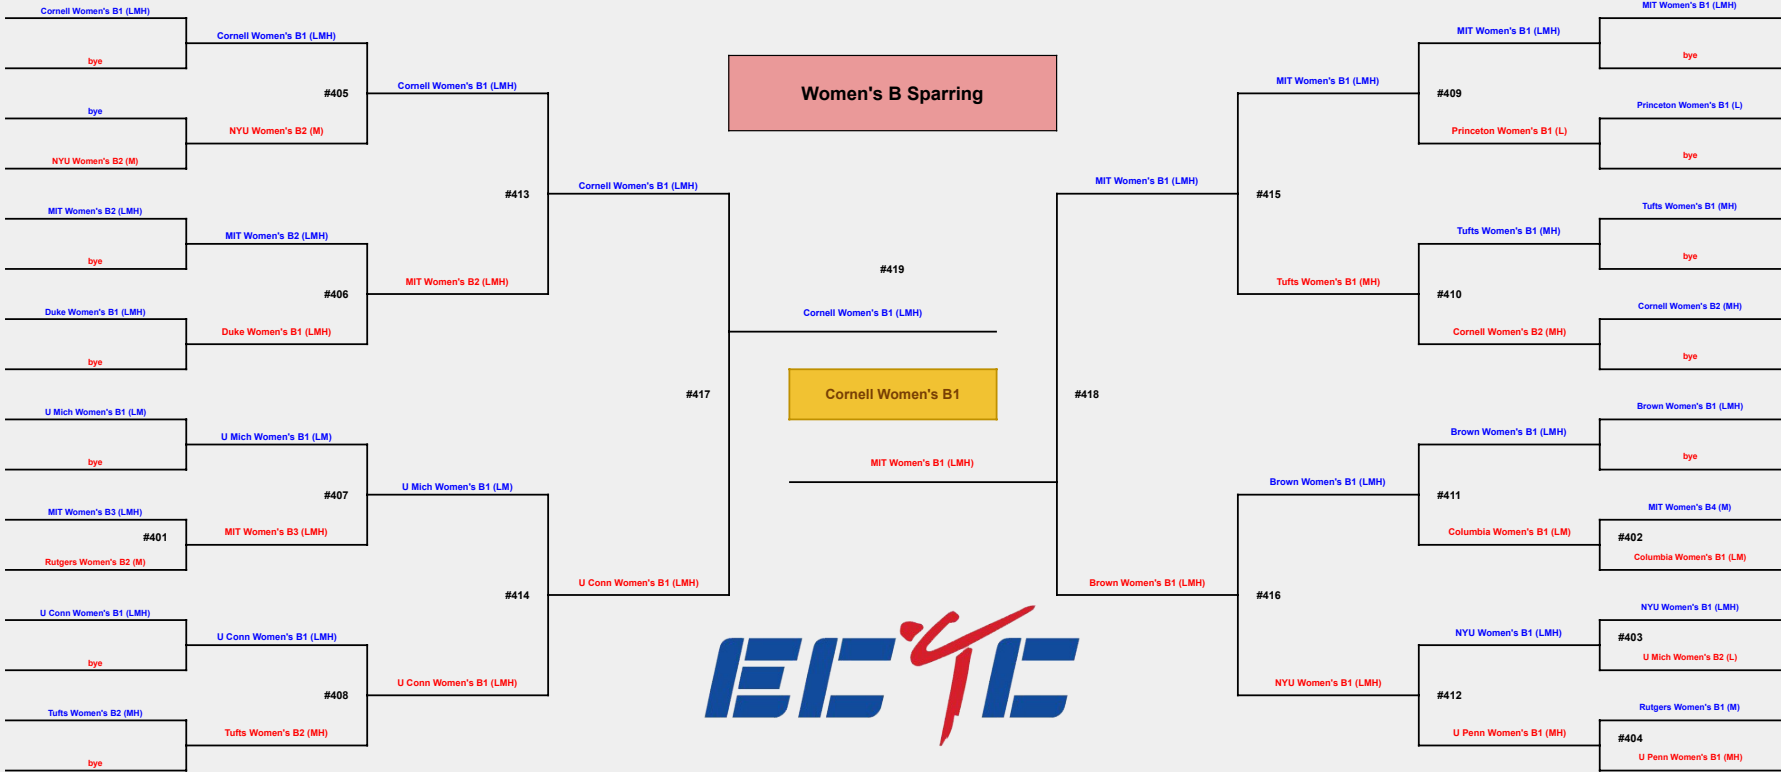 Women's B Sparring
Cornell Women's B1 (LMH)
bye
bye
NYU Women's B2 (M)
MIT Women's B2 (LMH)
bye
Duke Women's B1 (LMH)
bye
U Mich Women's B1 (LM)
bye
MIT Women's B3 (LMH)
#401
Rutgers Women's B2 (M)
U Conn Women's B1 (LMH)
bye
Tufts Women's B2 (MH)
bye
Cornell Women's B1 (LMH)
#405
NYU Women's B2 (M)
MIT Women's B2 (LMH)
#406
Duke Women's B1 (LMH)
U Mich Women's B1 (LM)
#407
MIT Women's B3 (LMH)
U Conn Women's B1 (LMH)
#408
Tufts Women's B2 (MH)
Cornell Women's B1 (LMH)
#413
MIT Women's B2 (LMH)
U Mich Women's B1 (LM)
#414
U Conn Women's B1 (LMH)
Cornell Women's B1 (LMH)
#417
U Conn Women's B1 (LMH)
#419
Cornell Women's B1 (LMH)
Cornell Women's B1
MIT Women's B1 (LMH)
ECTC
MIT Women's B1 (LMH)
#418
Brown Women's B1 (LMH)
MIT Women's B1 (LMH)
#415
Tufts Women's B1 (MH)
Brown Women's B1 (LMH)
#416
NYU Women's B1 (LMH)
MIT Women's B1 (LMH)
#409
Princeton Women's B1 (L)
Tufts Women's B1 (MH)
#410
Cornell Women's B2 (MH)
Brown Women's B1 (LMH)
#411
Columbia Women's B1 (LM)
NYU Women's B1 (LMH)
#412
U Penn Women's B1 (MH)
MIT Women's B1 (LMH)
bye
Princeton Women's B1 (L)
bye
Tufts Women's B1 (MH)
bye
Cornell Women's B2 (MH)
bye
Brown Women's B1 (LMH)
bye
MIT Women's B4 (M)
#402
Columbia Women's B1 (LM)
NYU Women's B1 (LMH)
#403
U Mich Women's B2 (L)
Rutgers Women's B1 (M)
#404
U Penn Women's B1 (MH)